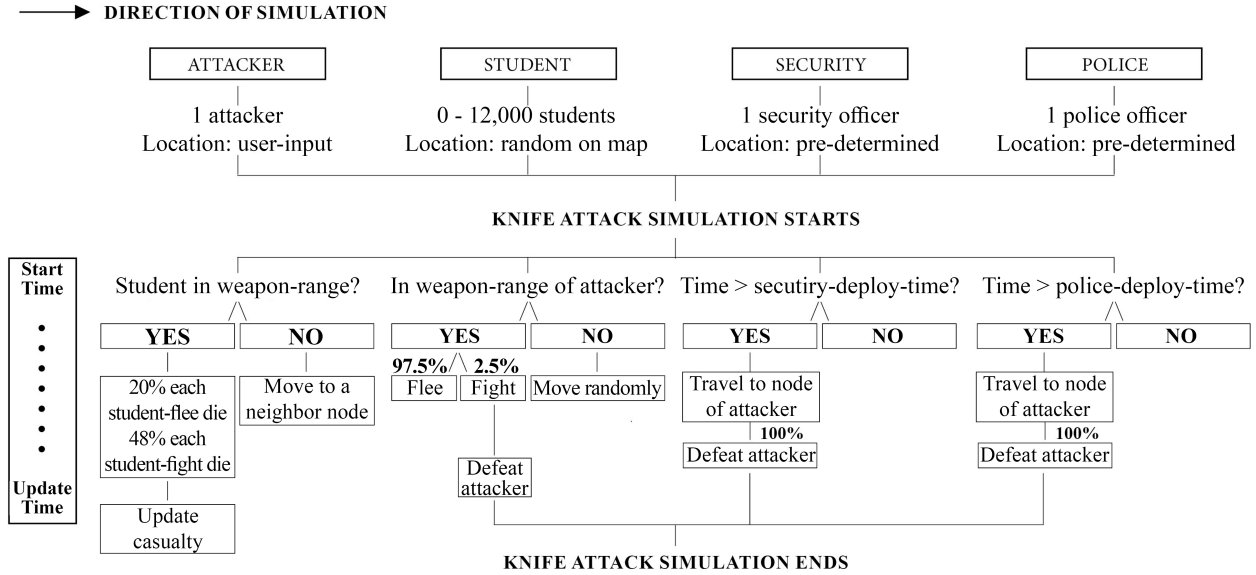 DIRECTION OF SIMULATION
ATTACKER
STUDENT
SECURITY
POLICE
1 attacker
Location: user-input
0 - 12,000 students
Location: random on map
1 security officer
Location: pre-determined
1 police officer
Location: pre-determined
KNIFE ATTACK SIMULATION STARTS
Start
Time
Update
Time
Student in weapon-range?
YES
NO
20% each
student-flee die
48% each
student-fight die
Update
casualty
Move to a
neighbor node
In weapon-range of attacker?
YES
NO
97.5%
2.5%
Flee
Fight
Move randomly
Defeat
attacker
Time > secutiry-deploy-time?
YES
NO
Travel to node
of attacker
100%
Defeat attacker
Time > police-deploy-time?
YES
NO
Travel to node
of attacker
100%
Defeat attacker
KNIFE ATTACK SIMULATION ENDS